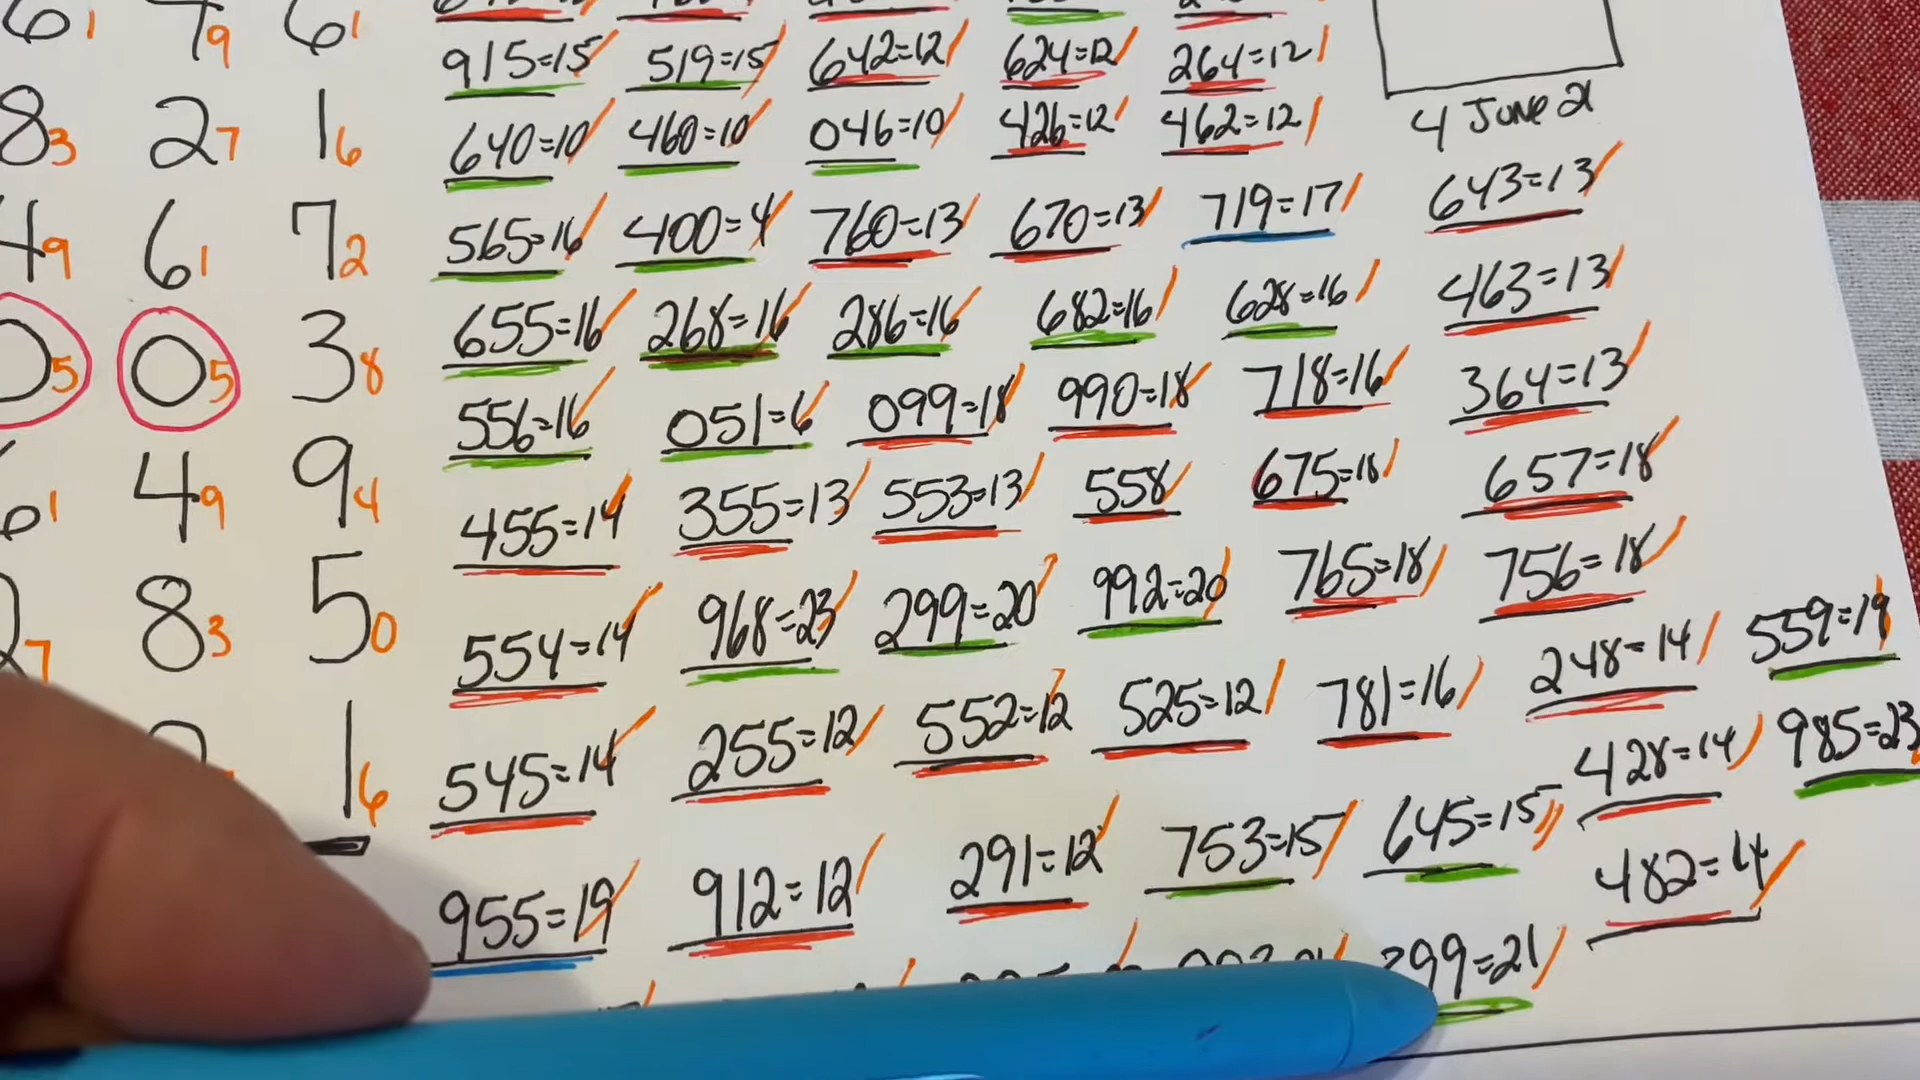 6 1 7 9 6 1
915=15 519=15 642=12 624=12 264=12
4 June 21
8 3 2 7 1 6
640=10 460=10 046=10 426=12 462=12
643=13
4 9 6 1 7 2
565=16 400=4 760=13 670=13 719=17
463=13
0 5 0 5 3 8
655=16 268=16 286=16 682=16 628=16
364=13
556=16 051=6 099=18 990=18 718=16
657=18
1 4 9 9 4
455=14 355=13 553=13 558 675=18
756=18
7 8 3 5 0
554=14 968=23 299=20 992=20 765=18
248=14 559=19
1 6
545=14 255=12 552=12 525=12 781=16
428=14 985=23
955=19 912=12 291=12 753=15 645=15
482=14
99=21